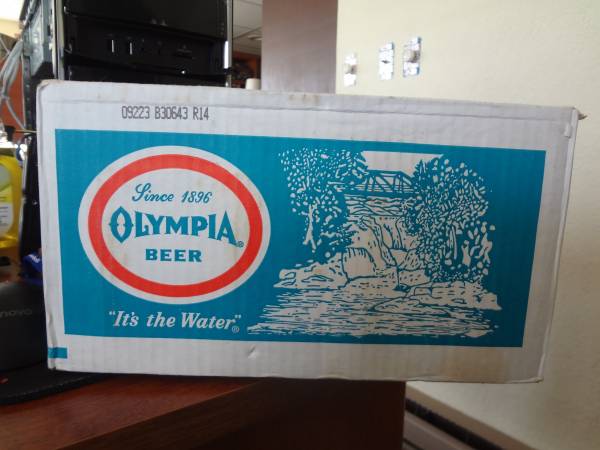 09223 B30643 R14
Since 1896
OLYMPIA®
BEER
"It's the Water"®